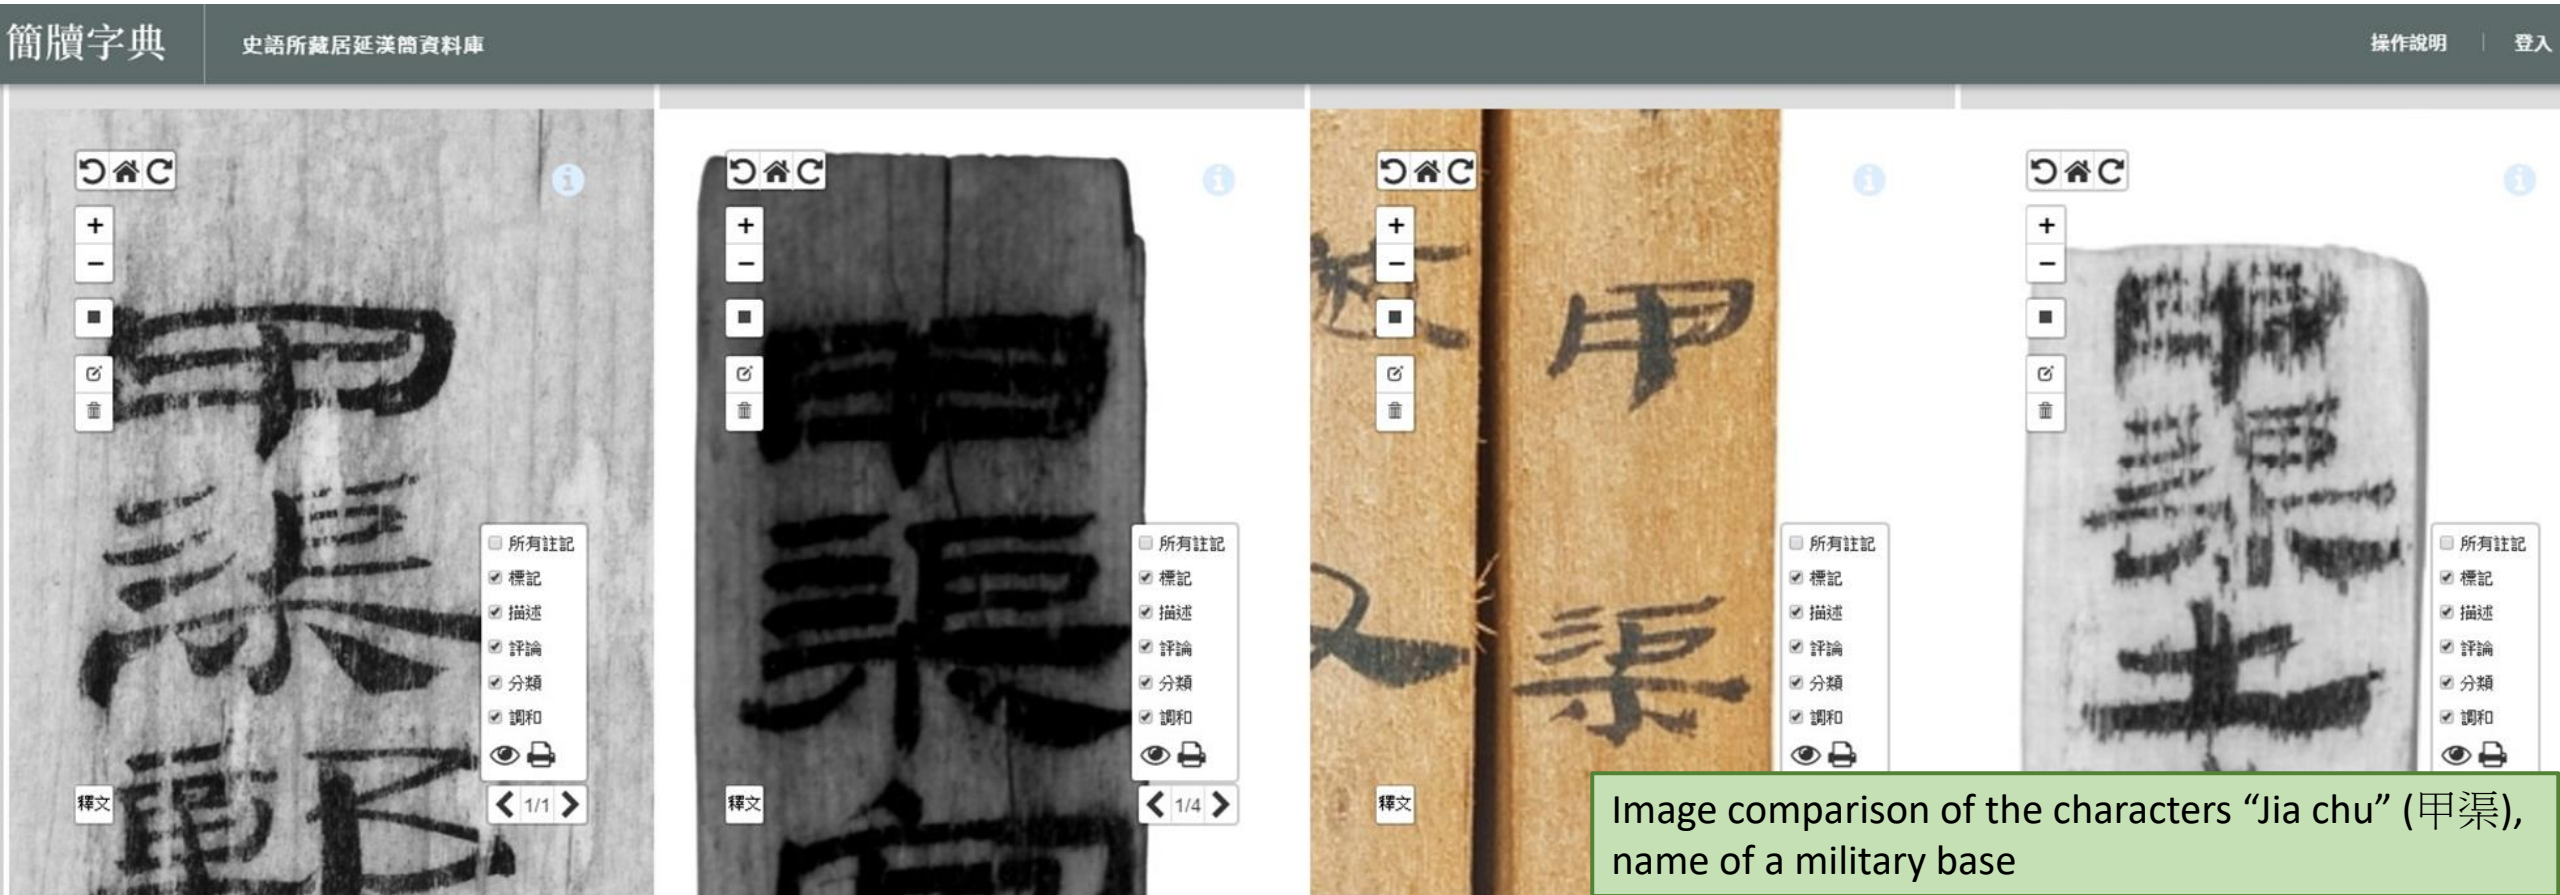 簡牘字典
史語所藏居延漢簡資料庫
操作說明
登入
甲
渠
所有註記
標記
描述
評論
分類
調和
釋文
1/1
甲
渠
所有註記
標記
描述
評論
分類
調和
釋文
1/4
甲
渠
所有註記
標記
描述
評論
分類
調和
釋文
甲
渠
士
所有註記
標記
描述
評論
分類
調和
Image comparison of the characters “Jia chu” (甲渠),
name of a military base